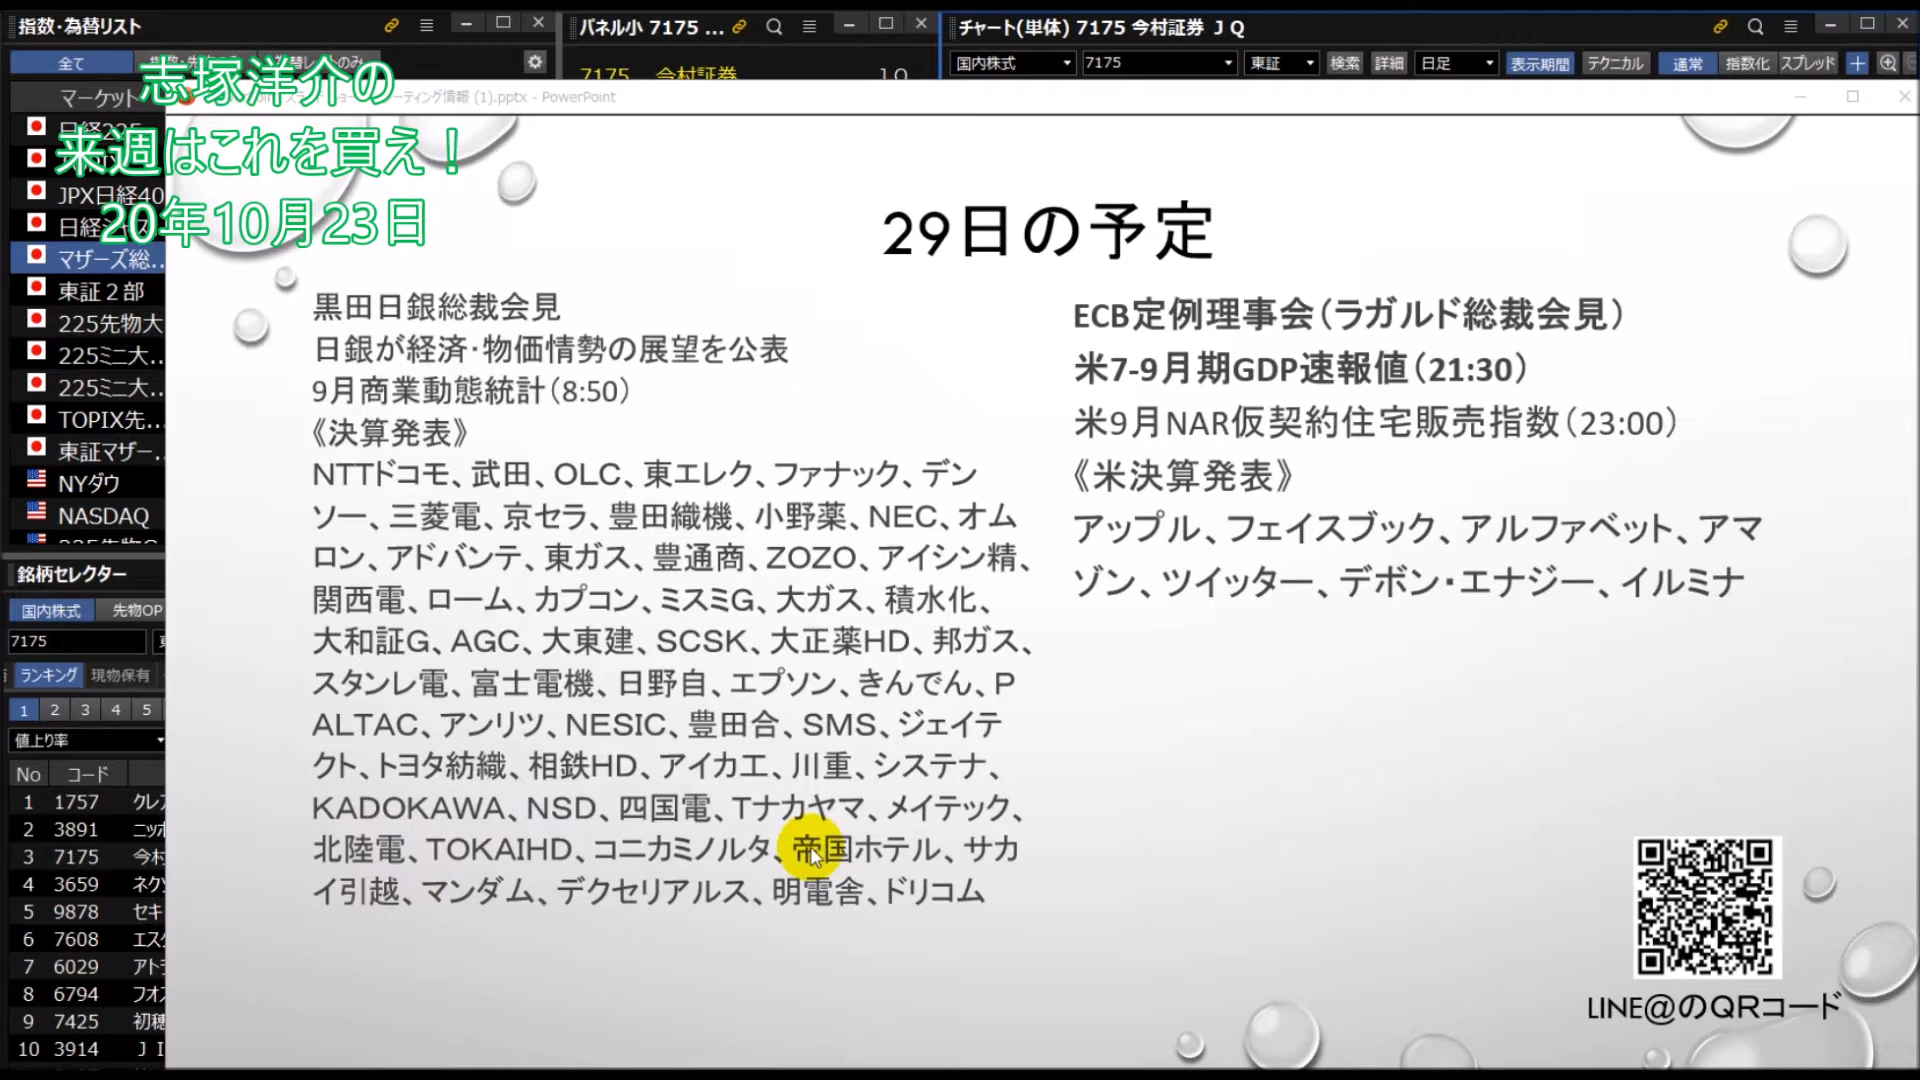 指数・為替リスト
パネル小 7175 ...
チャート(単体) 7175 今村証券 ＪＱ
全て
7175 今村証券
国内株式
7175
東証
検索
詳細
日足
表示期間
テクニカル
通常
指数化
スプレッド
志塚洋介の
来週はこれを買え！
20年10月23日
マーケット
(1).pptx - PowerPoint
JPX日経40
マザーズ総...
東証２部
225先物大
225ミニ大...
225ミニ大...
TOPIX先...
東証マザー...
NYダウ
NASDAQ
29日の予定
黒田日銀総裁会見
日銀が経済・物価情勢の展望を公表
9月商業動態統計（8:50）
《決算発表》
NTTドコモ、武田、OLC、東エレク、ファナック、デン
ソー、三菱電、京セラ、豊田織機、小野薬、NEC、オム
ロン、アドバンテ、東ガス、豊通商、ZOZO、アイシン精、
関西電、ローム、カプコン、ミスミG、大ガス、積水化、
大和証G、AGC、大東建、SCSK、大正薬HD、邦ガス、
スタンレ電、富士電機、日野自、エプソン、きんでん、P
ALTAC、アンリツ、NESIC、豊田合、SMS、ジェイテ
クト、トヨタ紡織、相鉄HD、アイカエ、川重、システナ、
KADOKAWA、NSD、四国電、Tナカヤマ、メイテック、
北陸電、TOKAIHD、コニカミノルタ、帝国ホテル、サカ
イ引越、マンダム、デクセリアルス、明電舎、ドリコム
ECB定例理事会（ラガルド総裁会見）
米7-9月期GDP速報値（21:30）
米9月NAR仮契約住宅販売指数（23:00）
《米決算発表》
アップル、フェイスブック、アルファベット、アマ
ゾン、ツイッター、デボン・エナジー、イルミナ
LINE@のQRコード
銘柄セレクター
国内株式
先物OP
7175
ランキング
現物保有
1 2 3 4 5
値上り率
No コード
1 1757 クレ
2 3891 ニッ
3 7175 今村
4 3659 ネク
5 9878 セキ
6 7608 エス
7 6029 アト
8 6794 フォ
9 7425 初穂
10 3914 ＪＩ